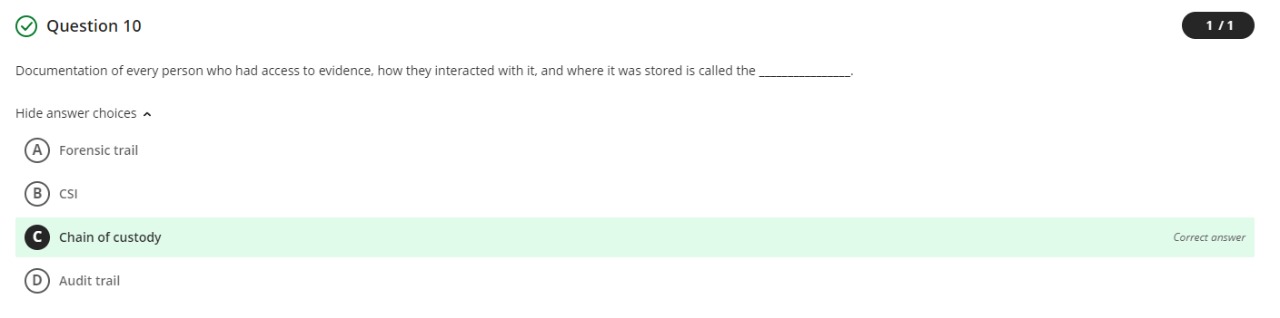 Question 10
1 / 1
Documentation of every person who had access to evidence, how they interacted with it, and where it was stored is called the _______________.
Hide answer choices
A Forensic trail
B CSI
C Chain of custody Correct answer
D Audit trail